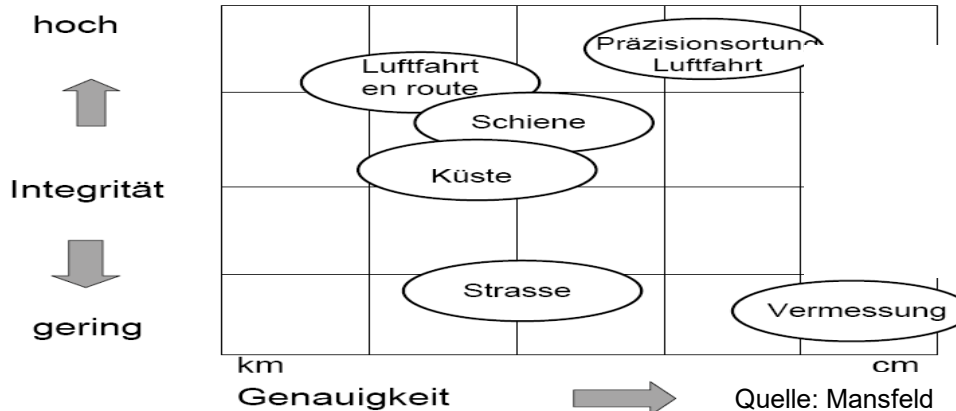 hoch
Präzisionsortung
Luftfahrt
Luftfahrt
en route
Schiene
Integrität
Küste
Strasse
gering
Vermessung
km
cm
Genauigkeit
Quelle: Mansfeld